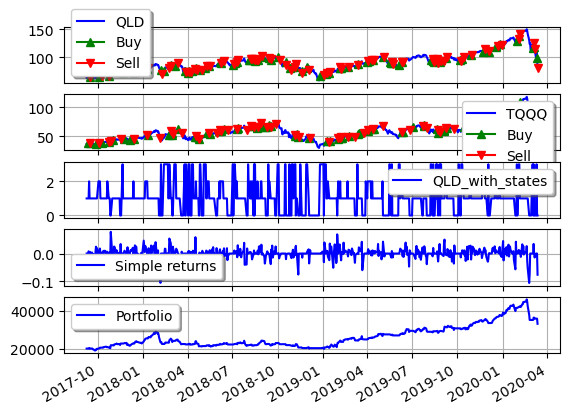 150
100
QLD
Buy
Sell
100
50
TQQQ
Buy
Sell
2
0
QLD_with_states
0.0
-0.1
Simple returns
40000
20000
Portfolio
2017-10
2018-01
2018-04
2018-07
2018-10
2019-01
2019-04
2019-07
2019-10
2020-01
2020-04